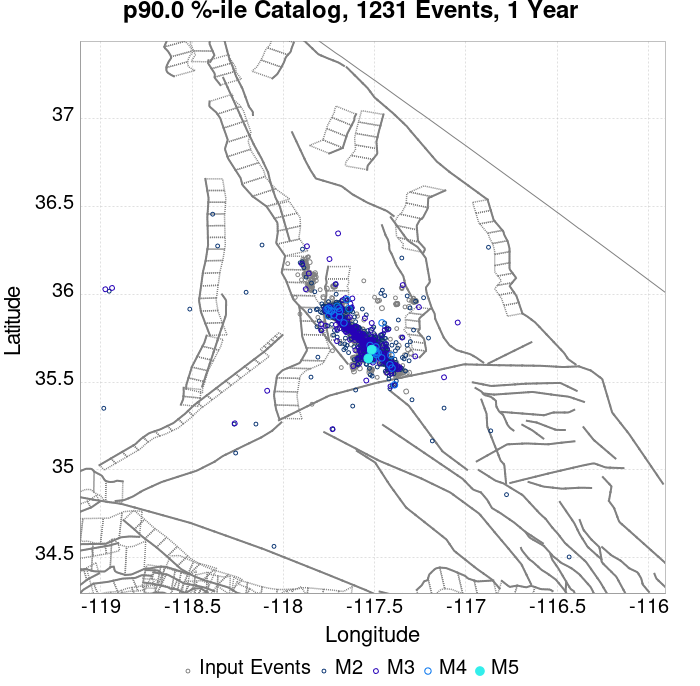 p90.0 %-ile Catalog, 1231 Events, 1 Year
37
36.5
36
35.5
35
34.5
Latitude
-119 -118.5 -118 -117.5 -117 -116.5 -116
Longitude
Input Events M2 M3 M4 M5